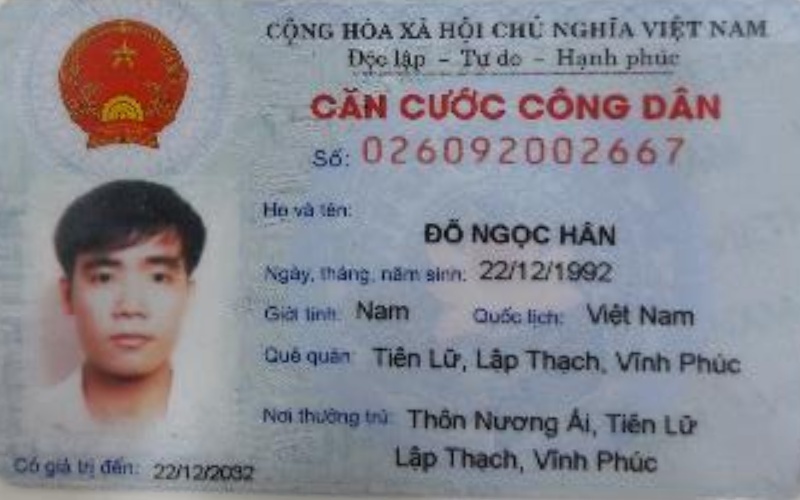 CỘNG HÒA XÃ HỘI CHỦ NGHĨA VIỆT NAM
Độc lập - Tự do - Hạnh phúc
CĂN CƯỚC CÔNG DÂN
Số: 026092002667
Họ và tên:
ĐỖ NGỌC HÂN
Ngày, tháng, năm sinh: 22/12/1992
Giới tính: Nam Quốc tịch: Việt Nam
Quê quán: Tiên Lữ, Lập Thạch, Vĩnh Phúc
Nơi thường trú: Thôn Nương Ái, Tiên Lữ
Lập Thạch, Vĩnh Phúc
Có giá trị đến: 22/12/2032